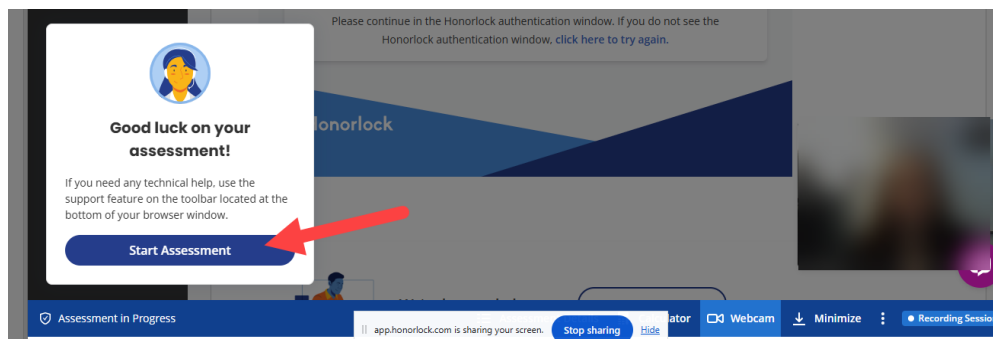 Please continue in the Honorlock authentication window. If you do not see the
Honorlock authentication window, click here to try again.
Good luck on your
assessment!
If you need any technical help, use the
support feature on the toolbar located at the
bottom of your browser window.
Start Assessment
onorlock
Assessment in Progress
app.honorlock.com is sharing your screen.
Stop sharing
Hide
ator
Webcam
Minimize
Recording Sessio